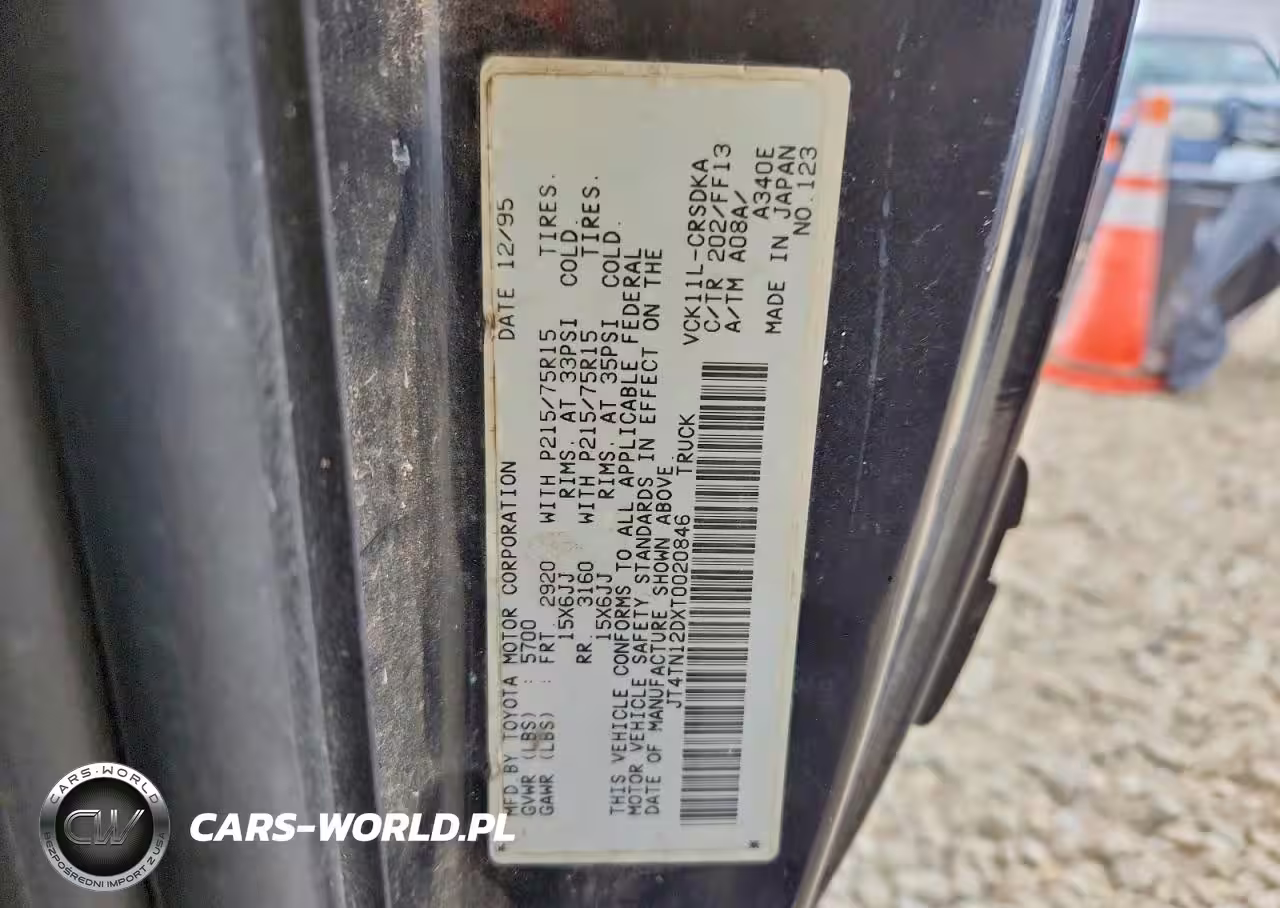 MFD BY TOYOTA MOTOR CORPORATION DATE 12/95
GVWR (LBS) : 5700
GAWR (LBS) : FRT. 2920 WITH P215/75R15 TIRES.
15X6JJ RIMS. AT 33PSI COLD.
RR. 3160 WITH P215/75R15 TIRES.
15X6JJ RIMS. AT 35PSI COLD.
THIS VEHICLE CONFORMS TO ALL APPLICABLE FEDERAL
MOTOR VEHICLE SAFETY STANDARDS IN EFFECT ON THE
DATE OF MANUFACTURE SHOWN ABOVE.
JT4TN12DXT0020846 TRUCK
VCK11L-CRSDKA
C/TR 202/FF13
A/TM A08A/
A340E
MADE IN JAPAN
NO.123
CARS-WORLD
CW
BEZPOŚREDNI IMPORT Z USA
CARS-WORLD.PL